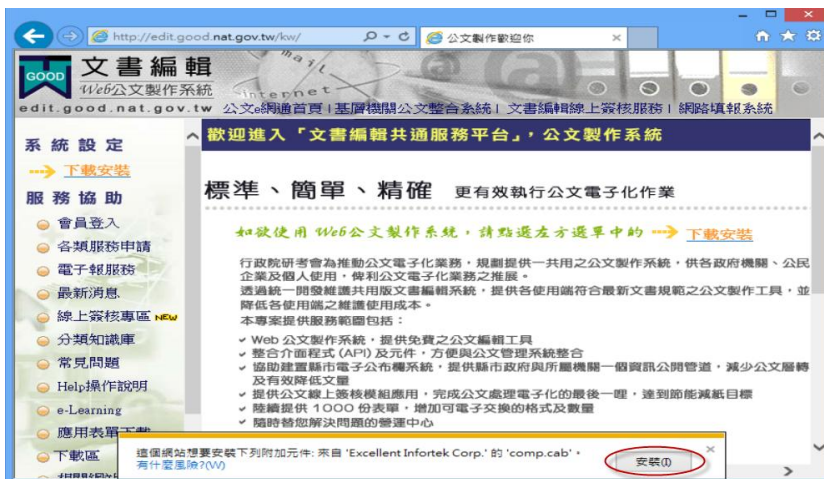 http://edit.good.nat.gov.tw/kw/
公文製作歡迎你
GOOD
文書編輯
Web公文製作系統
edit.good.nat.gov.tw
mail
internet
公文e網通首頁 | 基層機關公文整合系統 | 文書編輯線上簽核服務 | 網路填報系統
系統設定
下載安裝
服務協助
會員登入
各類服務申請
電子報服務
最新消息
線上簽核專區 NEW
分類知識庫
常見問題
Help操作說明
e-Learning
應用表單下載
下載區
歡迎進入「文書編輯共通服務平台」，公文製作系統
標準、簡單、精確 更有效執行公文電子化作業
如欲使用 Web公文製作系統，請點選左方選單中的 下載安裝
行政院研考會為推動公文電子化業務，規劃提供一共用之公文製作系統，供各政府機關、公民
企業及個人使用，俾利公文電子化業務之推展。
透過統一開發維護共用版文書編輯系統，提供各使用端符合最新文書規範之公文製作工具，並
降低各使用端之維護使用成本。
本專案提供服務範圍包括：
Web 公文製作系統，提供免費之公文編輯工具
整合介面程式 (API) 及元件，方便與公文管理系統整合
協助建置縣市電子公布欄系統，提供縣市政府與所屬機關一個資訊公開管道，減少公文層轉
及有效降低文量
提供公文線上簽核模組應用，完成公文處理電子化的最後一哩，達到節能減紙目標
陸續提供 1000 份表單，增加可電子交換的格式及數量
隨時替您解決問題的營運中心
這個網站想要安裝下列附加元件: 來自 'Excellent Infortek Corp.' 的 'comp.cab'。
有什麼風險?(W)
安裝(I)